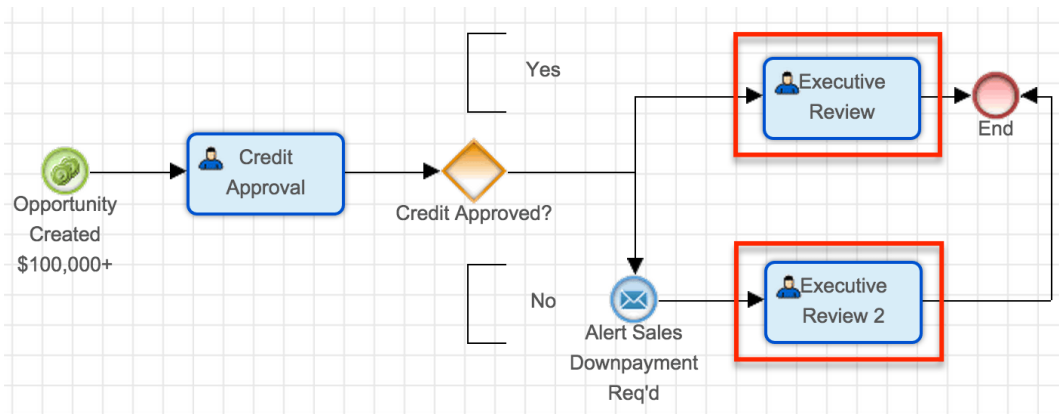 Yes
Executive
Review
End
Credit
Approval
Credit Approved?
Opportunity
Created
$100,000+
No
Alert Sales
Downpayment
Req'd
Executive
Review 2